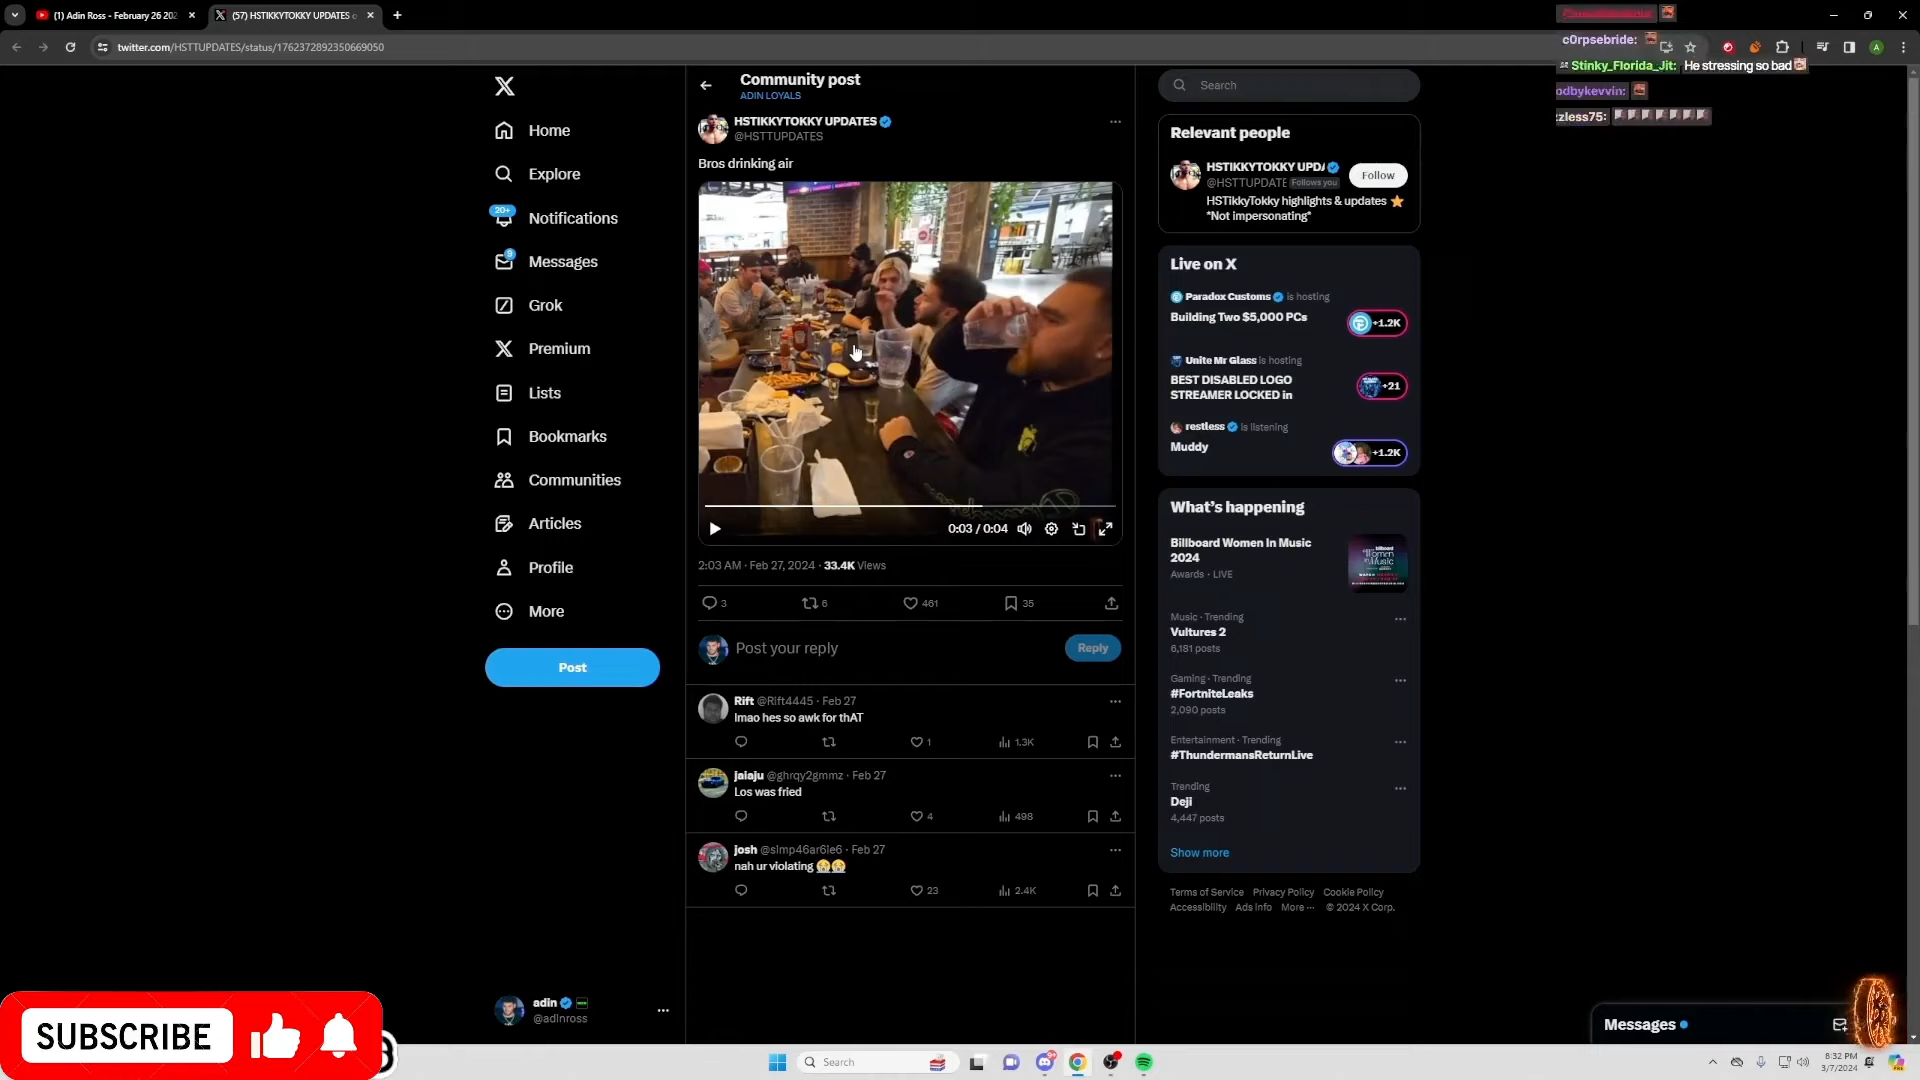 (1) Adin Ross - February 26 202
(57) HSTIKKYTOKKY UPDATES o
twitter.com/HSTTUPDATES/status/1762372892350669050
c0rpsebride:
Stinky_Florida_Jit: He stressing so bad
odbykevvin:
zzless75:
Home
Explore
20+
Notifications
9
Messages
Grok
Premium
Lists
Bookmarks
Communities
Articles
Profile
More
Post
adin
@adinross
Community post
ADIN LOYALS
HSTIKKYTOKKY UPDATES
@HSTTUPDATES
Bros drinking air
0:03 / 0:04
2:03 AM · Feb 27, 2024 · 33.4K Views
3 6 461 35
Post your reply
Reply
Rift @Rift4445 · Feb 27
lmao hes so awk for thAT
1 1.3K
jaiaju @ghrqy2gmmz · Feb 27
Los was fried
4 498
josh @slmp46ar6ie6 · Feb 27
nah ur violating 😭😭
23 2.4K
Search
Relevant people
HSTIKKYTOKKY UPD
@HSTTUPDATE Follows you
Follow
HSTikkyTokky highlights & updates ⭐
*Not impersonating*
Live on X
Paradox Customs is hosting
Building Two $5,000 PCs
+1.2K
Unite Mr Glass is hosting
BEST DISABLED LOGO
STREAMER LOCKED in
+21
restless is listening
Muddy
+1.2K
What's happening
Billboard Women In Music
2024
Awards · LIVE
Music · Trending
Vultures 2
6,181 posts
Gaming · Trending
#FortniteLeaks
2,090 posts
Entertainment · Trending
#ThundermansReturnLive
Trending
Deji
4,447 posts
Show more
Terms of Service Privacy Policy Cookie Policy
Accessibility Ads info More ··· © 2024 X Corp.
Messages
SUBSCRIBE
Search
8:32 PM
3/7/2024